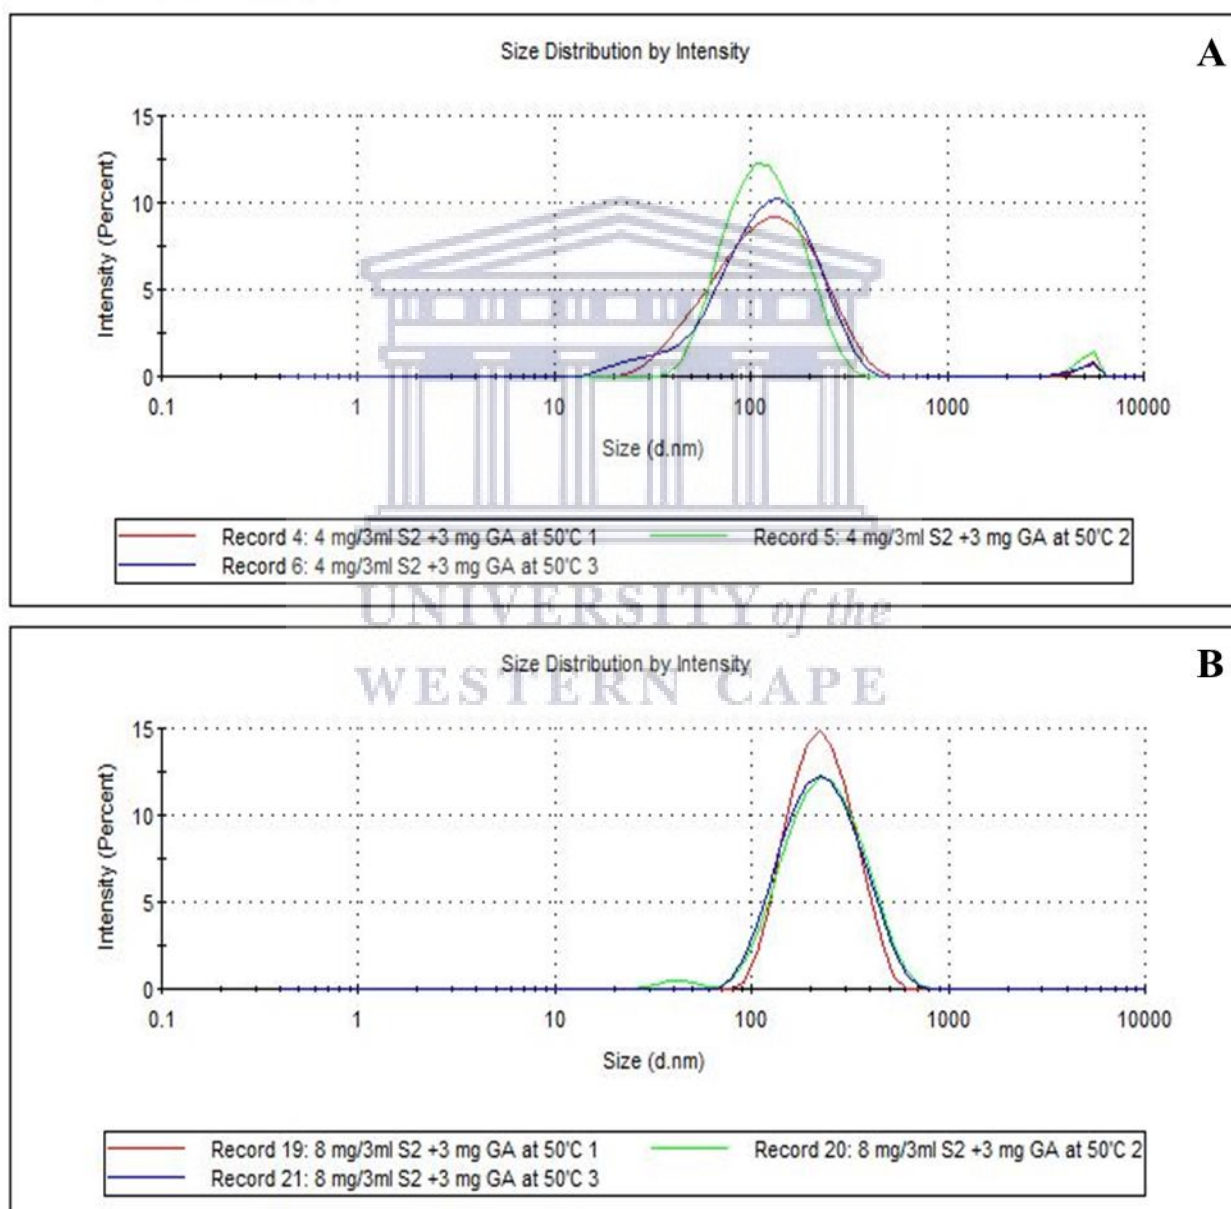 A
Size Distribution by Intensity
15
10
5
0
Intensity (Percent)
0.1 1 10 100 1000 10000
Size (d.nm)
Record 4: 4 mg/3ml S2 +3 mg GA at 50'C 1 Record 5: 4 mg/3ml S2 +3 mg GA at 50'C 2
Record 6: 4 mg/3ml S2 +3 mg GA at 50'C 3
UNIVERSITY of the
WESTERN CAPE
B
Size Distribution by Intensity
15
10
5
0
Intensity (Percent)
0.1 1 10 100 1000 10000
Size (d.nm)
Record 19: 8 mg/3ml S2 +3 mg GA at 50'C 1 Record 20: 8 mg/3ml S2 +3 mg GA at 50'C 2
Record 21: 8 mg/3ml S2 +3 mg GA at 50'C 3